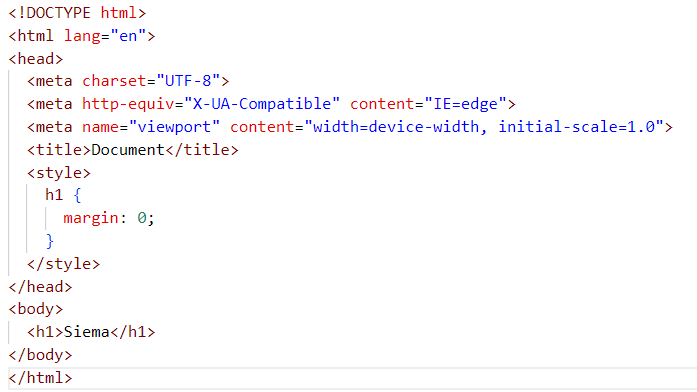 <!DOCTYPE html>
<html lang="en">
<head>
  <meta charset="UTF-8">
  <meta http-equiv="X-UA-Compatible" content="IE=edge">
  <meta name="viewport" content="width=device-width, initial-scale=1.0">
  <title>Document</title>
  <style>
    h1 {
      margin: 0;
    }
  </style>
</head>
<body>
  <h1>Siema</h1>
</body>
</html>